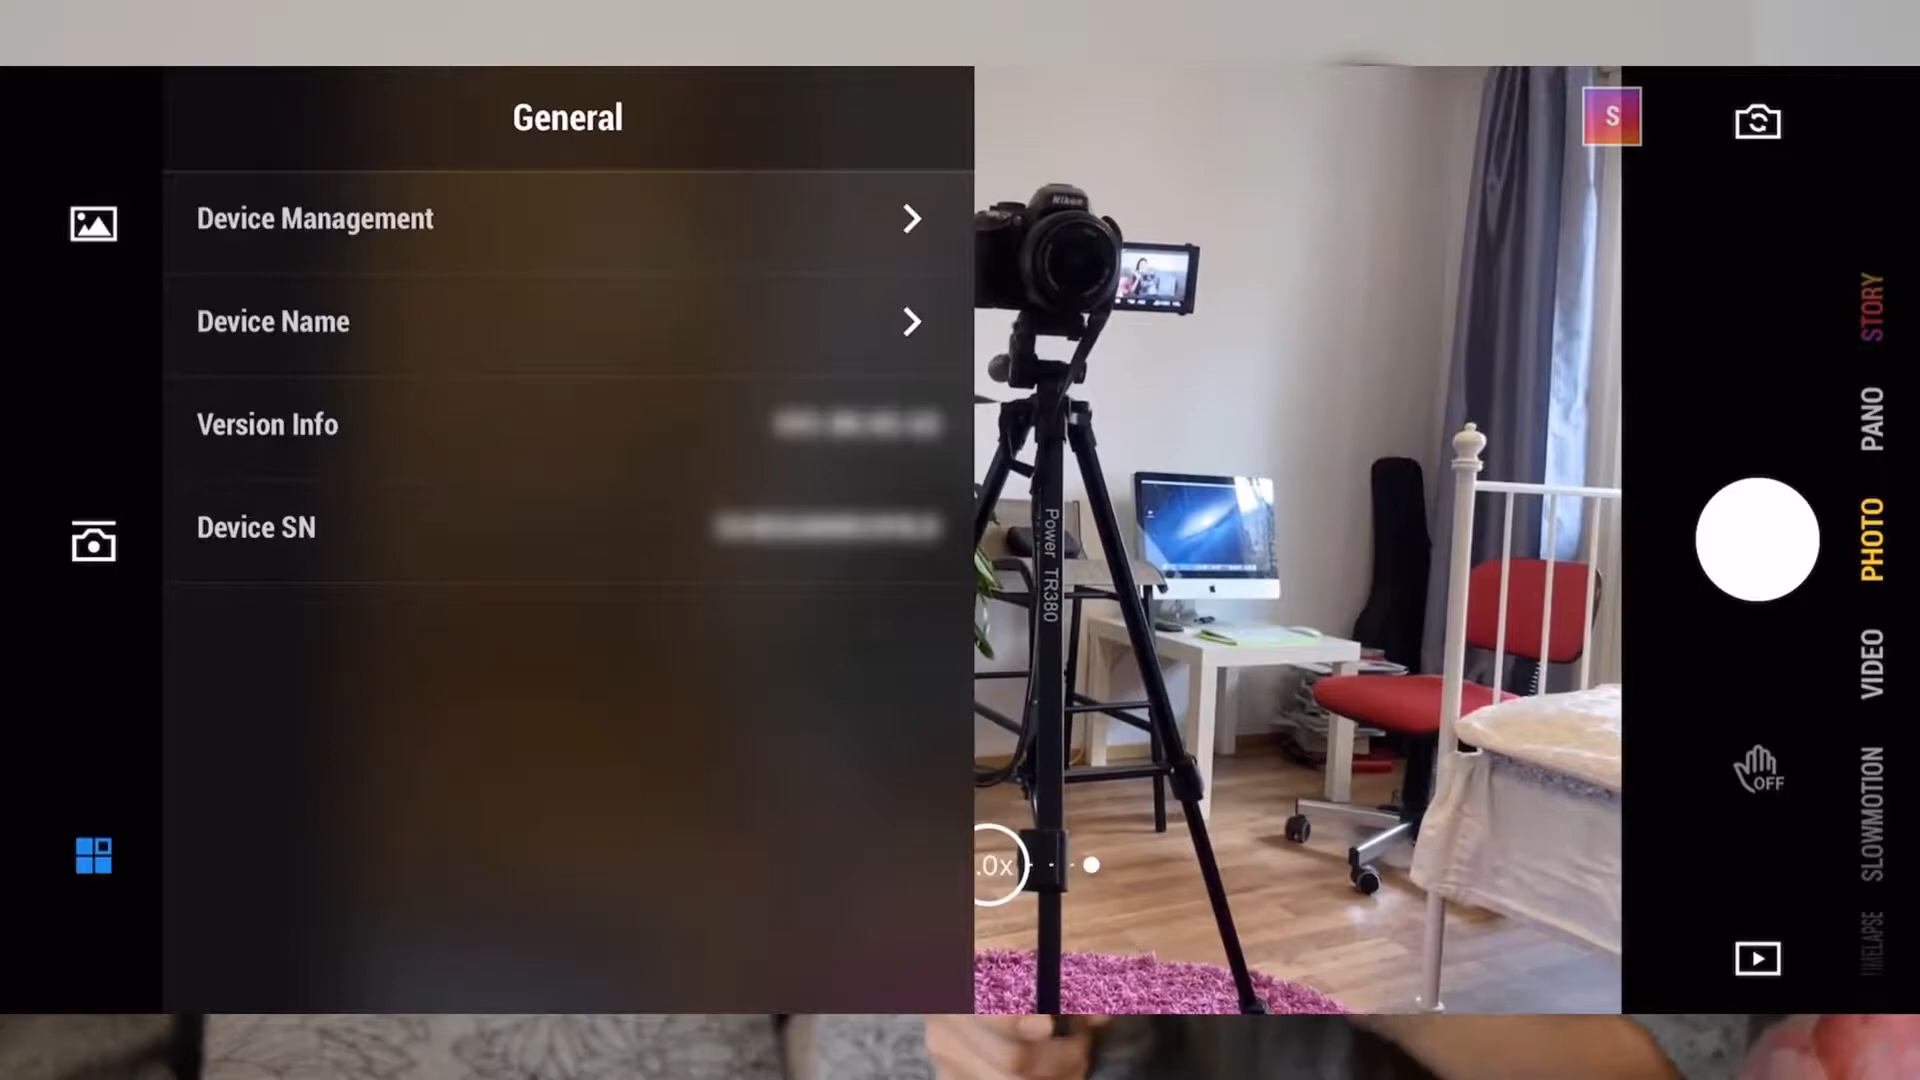 General
Device Management
Device Name
Version Info
Device SN
S
Nikon
Power TR380
.0x
STORY
PANO
PHOTO
VIDEO
OFF
SLOWMOTION
TIMELAPSE